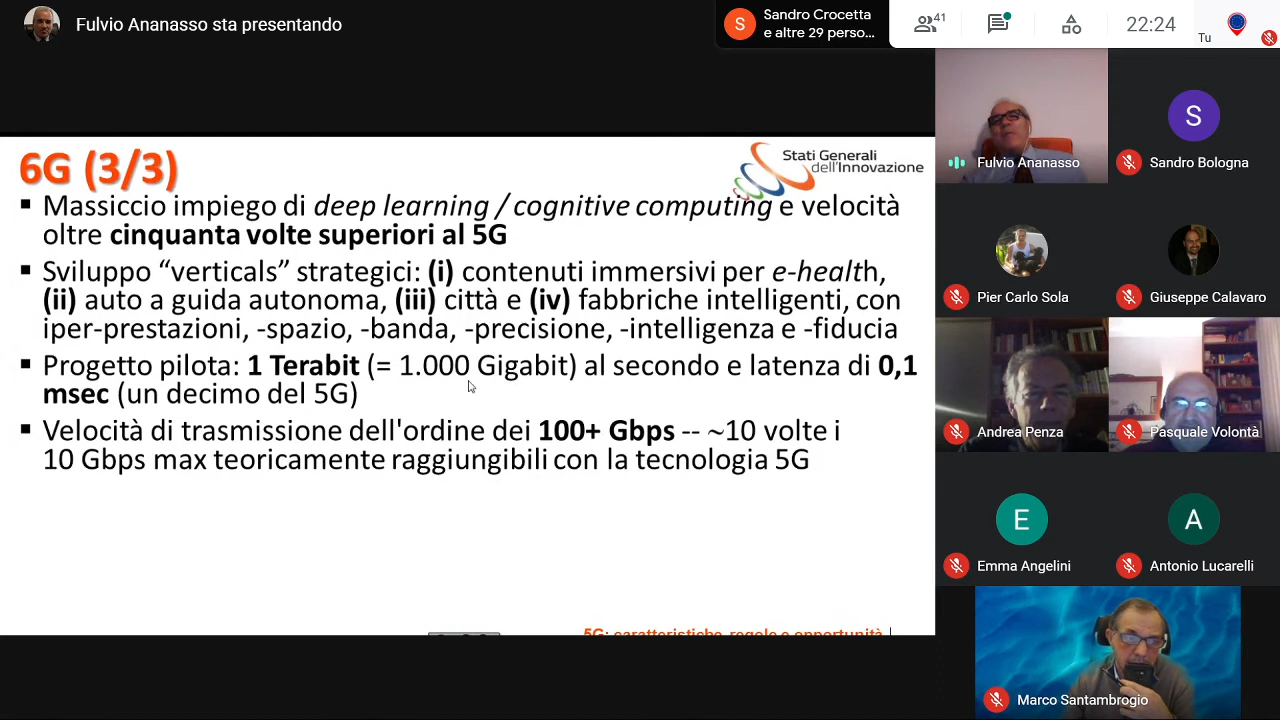 Fulvio Ananasso sta presentando
S
Sandro Crocetta
e altre 29 perso...
41
22:24
Tu
6G (3/3)
Stati Generali
dell'Innovazione
▪ Massiccio impiego di deep learning / cognitive computing e velocità
oltre cinquanta volte superiori al 5G
▪ Sviluppo “verticals” strategici: (i) contenuti immersivi per e-health,
(ii) auto a guida autonoma, (iii) città e (iv) fabbriche intelligenti, con
iper-prestazioni, -spazio, -banda, -precisione, -intelligenza e -fiducia
▪ Progetto pilota: 1 Terabit (= 1.000 Gigabit) al secondo e latenza di 0,1
msec (un decimo del 5G)
▪ Velocità di trasmissione dell'ordine dei 100+ Gbps -- ~10 volte i
10 Gbps max teoricamente raggiungibili con la tecnologia 5G
5G: caratteristiche, regole e opportunità |
Fulvio Ananasso
S
Sandro Bologna
Pier Carlo Sola
Giuseppe Calavaro
Andrea Penza
Pasquale Volontà
E
Emma Angelini
A
Antonio Lucarelli
Marco Santambrogio